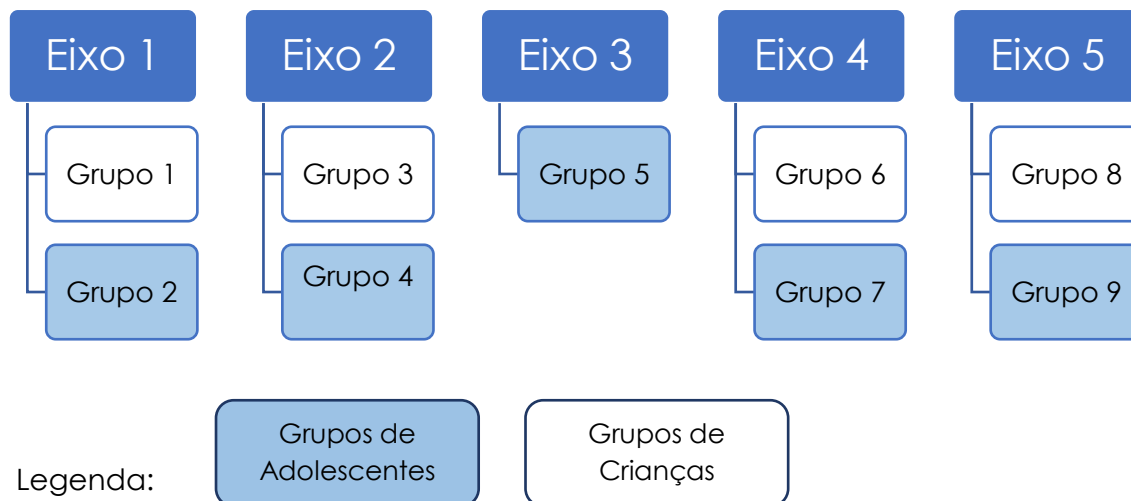 Eixo 1
Eixo 2
Eixo 3
Eixo 4
Eixo 5
Grupo 1
Grupo 3
Grupo 5
Grupo 6
Grupo 8
Grupo 2
Grupo 4
Grupo 7
Grupo 9
Legenda:
Grupos de
Adolescentes
Grupos de
Crianças